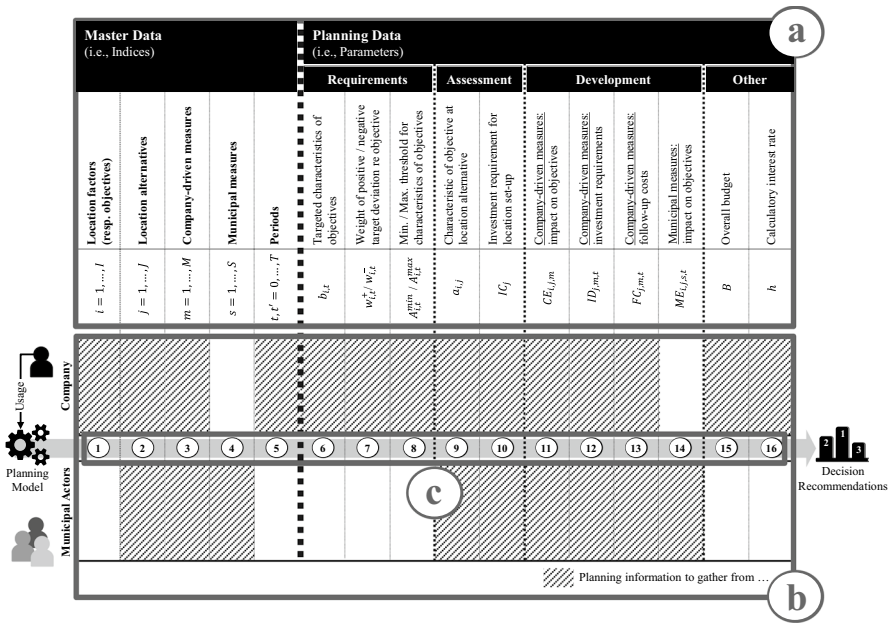 Master Data
(i.e., Indices)
Planning Data
(i.e., Parameters)
a
Requirements
Assessment
Development
Other
Location factors
(resp. objectives)
Location alternatives
Company-driven measures
Municipal measures
Periods
Targeted characteristics of
objectives
Weight of positive / negative
target deviation re objective
Min. / Max. threshold for
characteristics of objectives
Characteristic of objective at
location alternative
Investment requirement for
location set-up
Company-driven measures:
impact on objectives
Company-driven measures:
investment requirements
Company-driven measures:
follow-up costs
Municipal measures:
impact on objectives
Overall budget
Calculatory interest rate
i = 1, ..., I
j = 1, ..., J
m = 1, ..., M
s = 1, ..., S
t, t' = 0, ..., T
b_{i,t}
w^+_{i,t} / w^-_{i,t}
A^{min}_{i,t} / A^{max}_{i,t}
a_{i,j}
IC_j
CE_{i,j,m}
ID_{j,m,t}
FC_{j,m,t}
ME_{i,j,s,t}
B
h
Usage
Company
Planning
Model
1 2 3 4 5 6 7 8 9 10 11 12 13 14 15 16
2 1 3
Decision
Recommendations
Municipal Actors
c
Planning information to gather from …
b